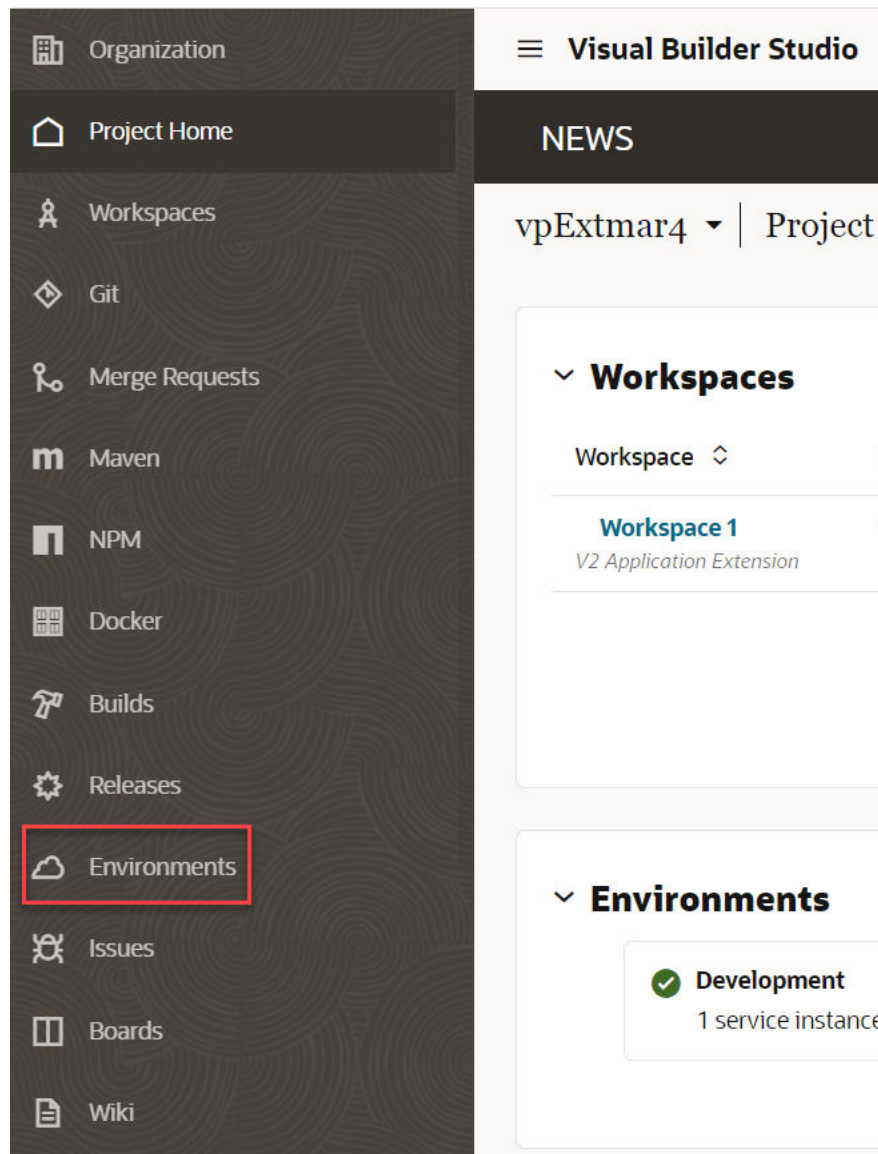 Organization
Project Home
Workspaces
Git
Merge Requests
Maven
NPM
Docker
Builds
Releases
Environments
Issues
Boards
Wiki
Visual Builder Studio
NEWS
vpExtmar4 | Project
Workspaces
Workspace
Workspace 1
V2 Application Extension
Environments
Development
1 service instance